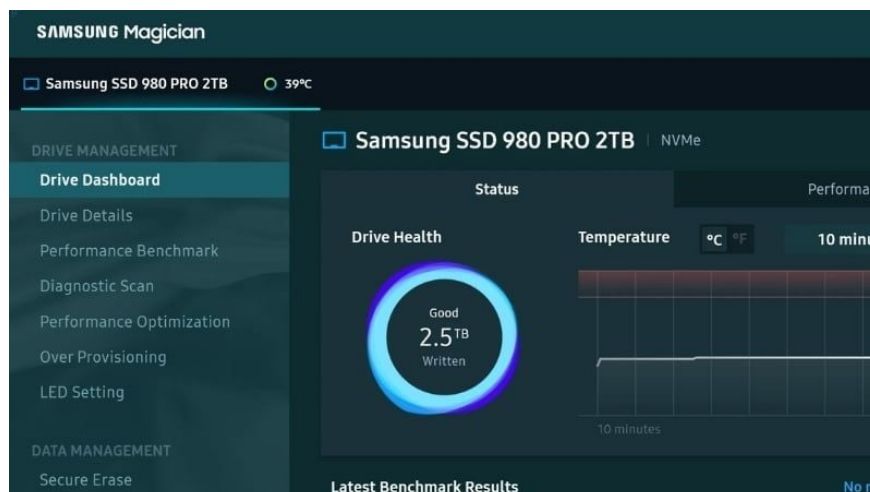 SAMSUNG Magician
Samsung SSD 980 PRO 2TB 39°C
DRIVE MANAGEMENT
Drive Dashboard
Drive Details
Performance Benchmark
Diagnostic Scan
Performance Optimization
Over Provisioning
LED Setting
DATA MANAGEMENT
Secure Erase
Samsung SSD 980 PRO 2TB | NVMe
Status
Drive Health
Good
2.5TB
Written
Temperature °C °F
10 minutes
Latest Benchmark Results